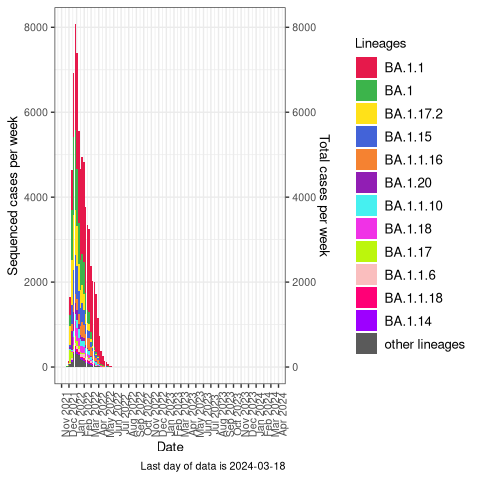 Lineages
8000
6000
4000
2000
0
Sequenced cases per week
8000
6000
4000
2000
0
Total cases per week
BA.1.1
BA.1
BA.1.17.2
BA.1.15
BA.1.1.16
BA.1.20
BA.1.1.10
BA.1.18
BA.1.17
BA.1.1.6
BA.1.1.18
BA.1.14
other lineages
Nov 2021
Dec 2021
Jan 2022
Feb 2022
Mar 2022
Apr 2022
May 2022
Jun 2022
Jul 2022
Aug 2022
Sep 2022
Oct 2022
Nov 2022
Dec 2022
Jan 2023
Feb 2023
Mar 2023
Apr 2023
May 2023
Jun 2023
Jul 2023
Aug 2023
Sep 2023
Oct 2023
Nov 2023
Dec 2023
Jan 2024
Feb 2024
Mar 2024
Apr 2024
Date
Last day of data is 2024-03-18